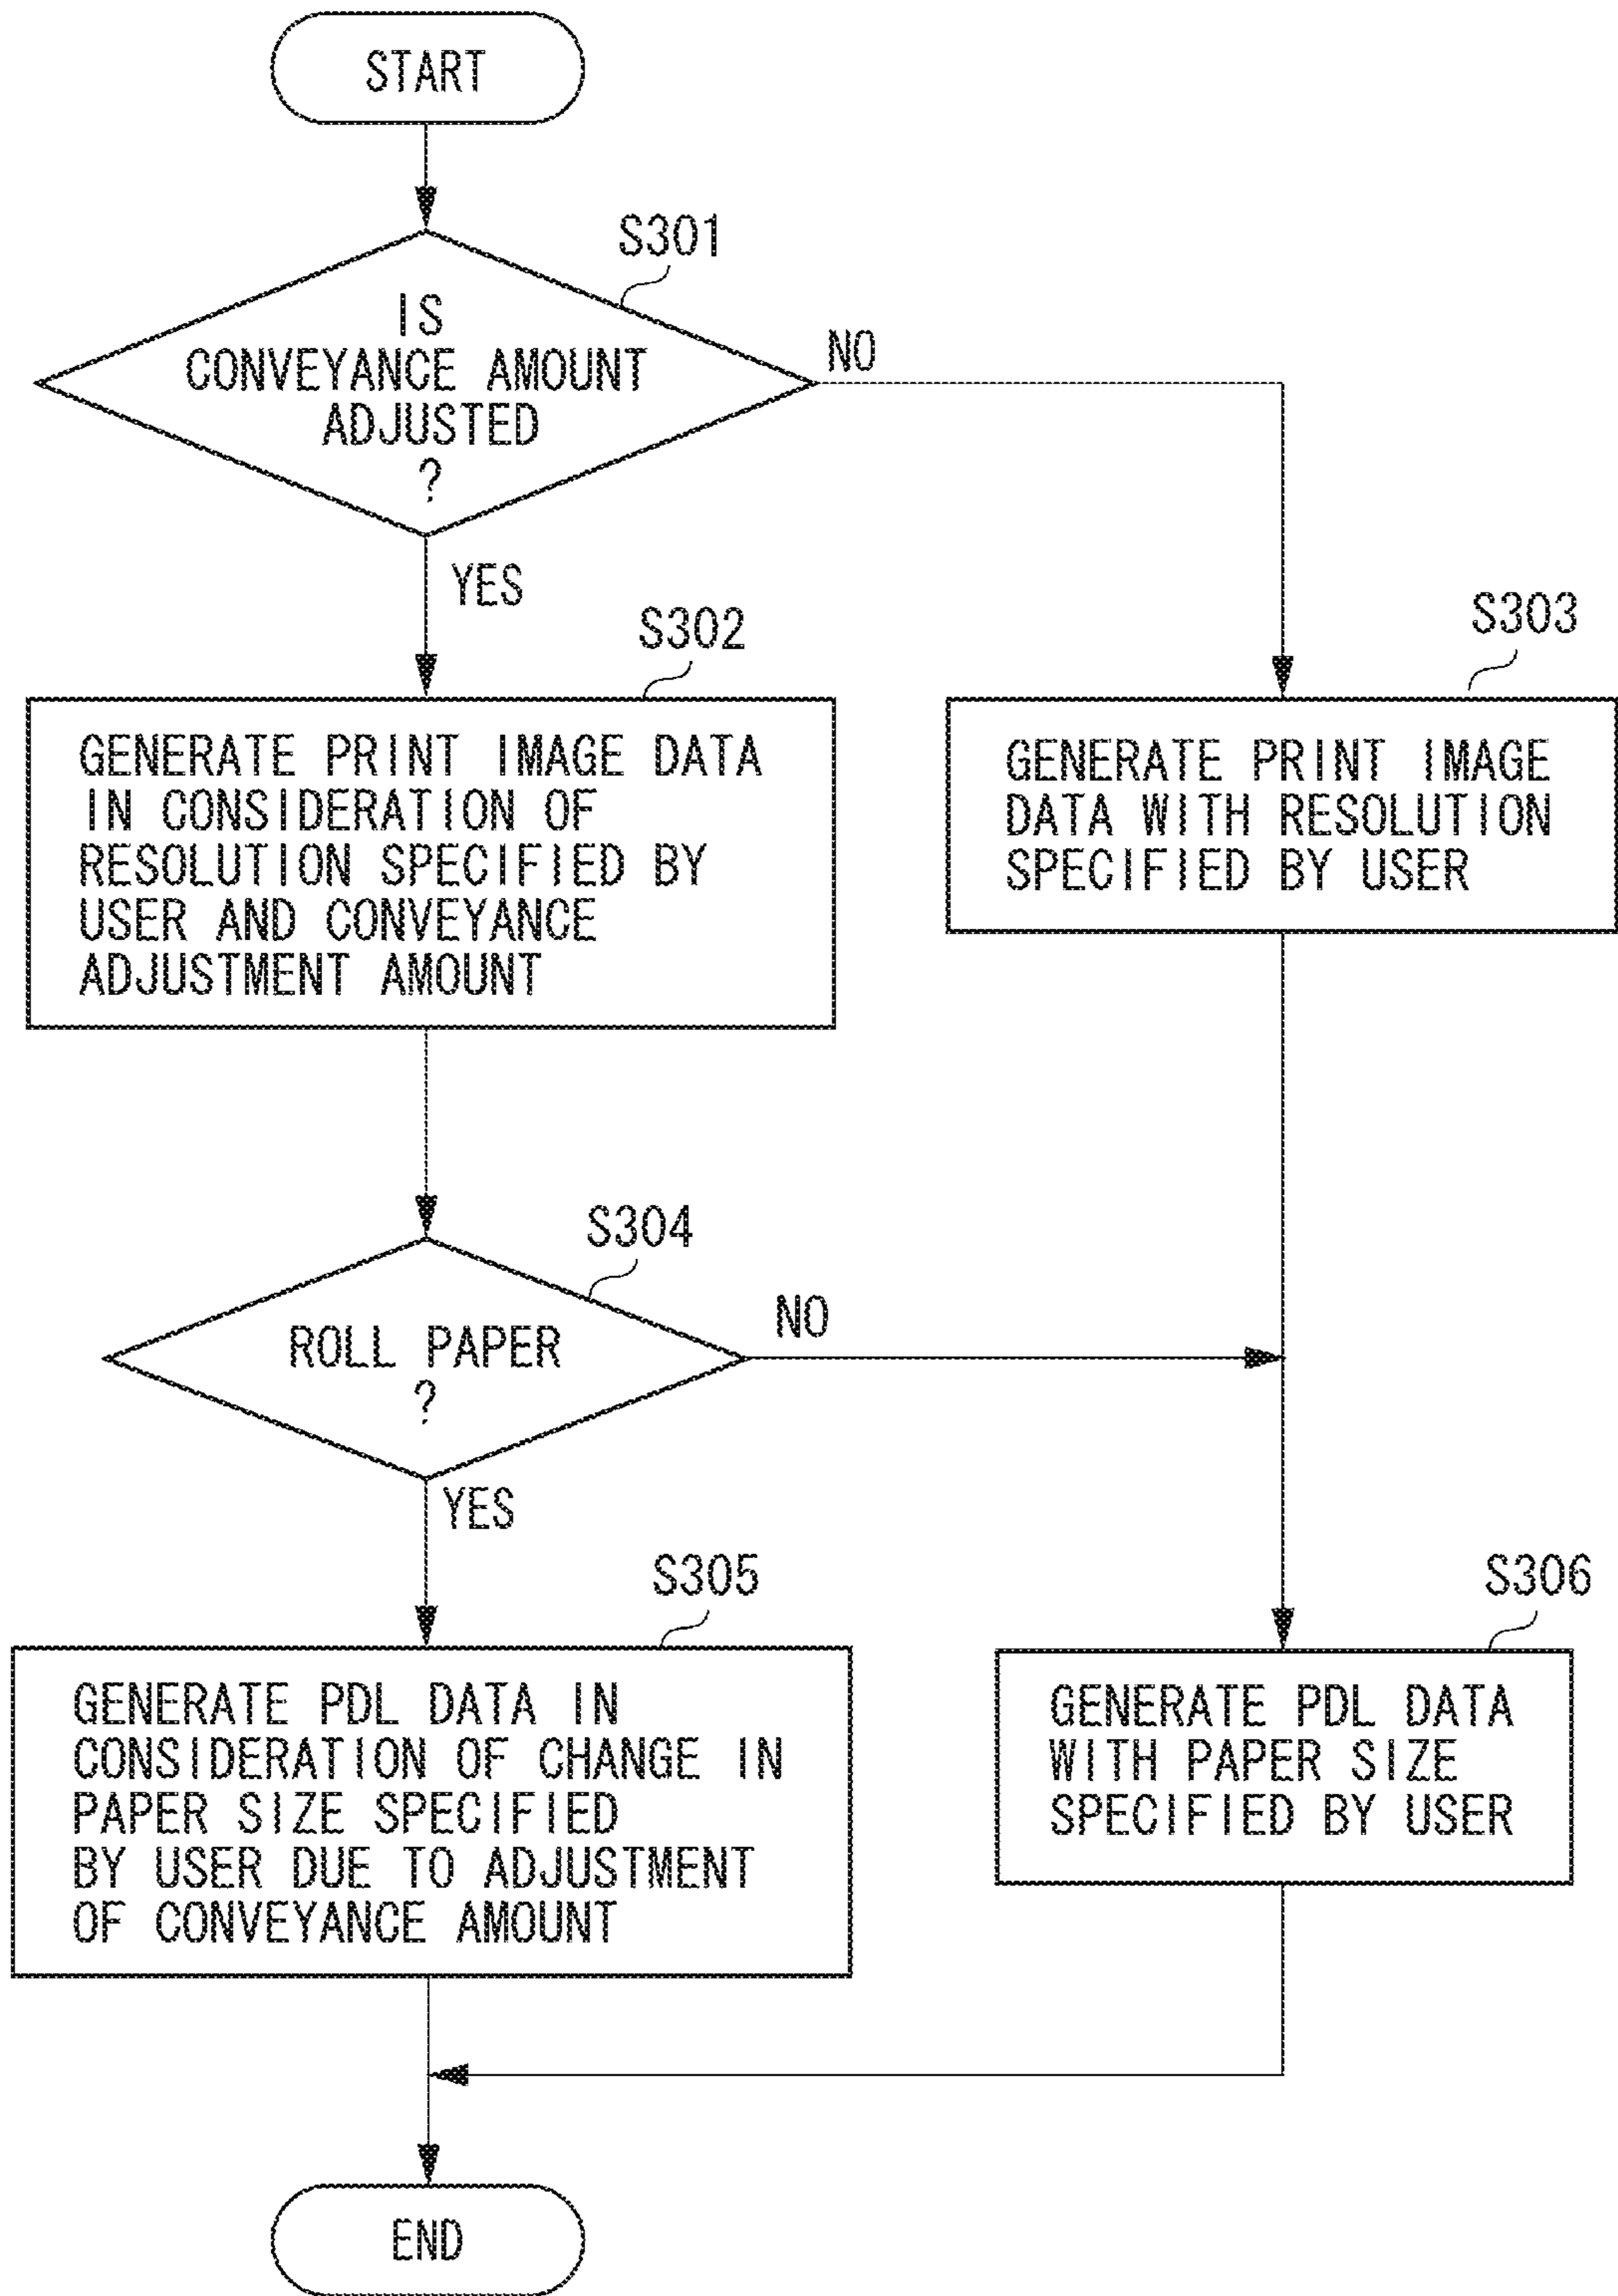 START
S301
IS
CONVEYANCE AMOUNT
ADJUSTED
?
NO
YES
S302
GENERATE PRINT IMAGE DATA
IN CONSIDERATION OF
RESOLUTION SPECIFIED BY
USER AND CONVEYANCE
ADJUSTMENT AMOUNT
S303
GENERATE PRINT IMAGE
DATA WITH RESOLUTION
SPECIFIED BY USER
S304
ROLL PAPER
?
NO
YES
S305
GENERATE PDL DATA IN
CONSIDERATION OF CHANGE IN
PAPER SIZE SPECIFIED
BY USER DUE TO ADJUSTMENT
OF CONVEYANCE AMOUNT
S306
GENERATE PDL DATA
WITH PAPER SIZE
SPECIFIED BY USER
END